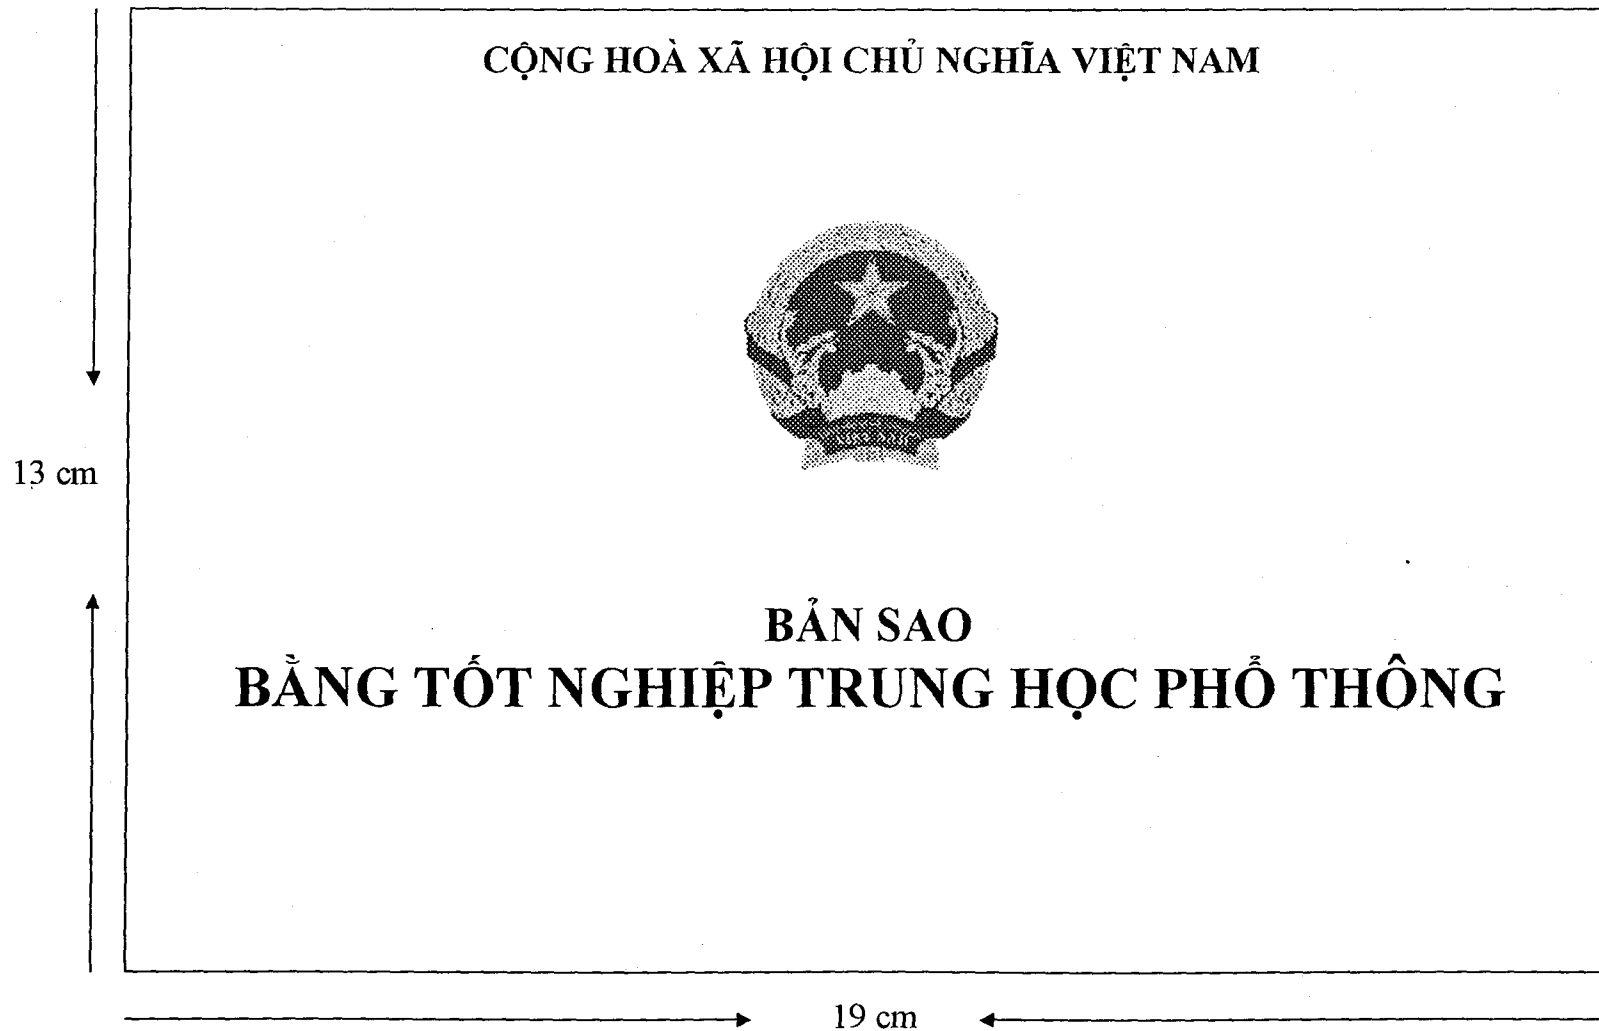 CỘNG HOÀ XÃ HỘI CHỦ NGHĨA VIỆT NAM
13 cm
BẢN SAO
BẰNG TỐT NGHIỆP TRUNG HỌC PHỔ THÔNG
19 cm